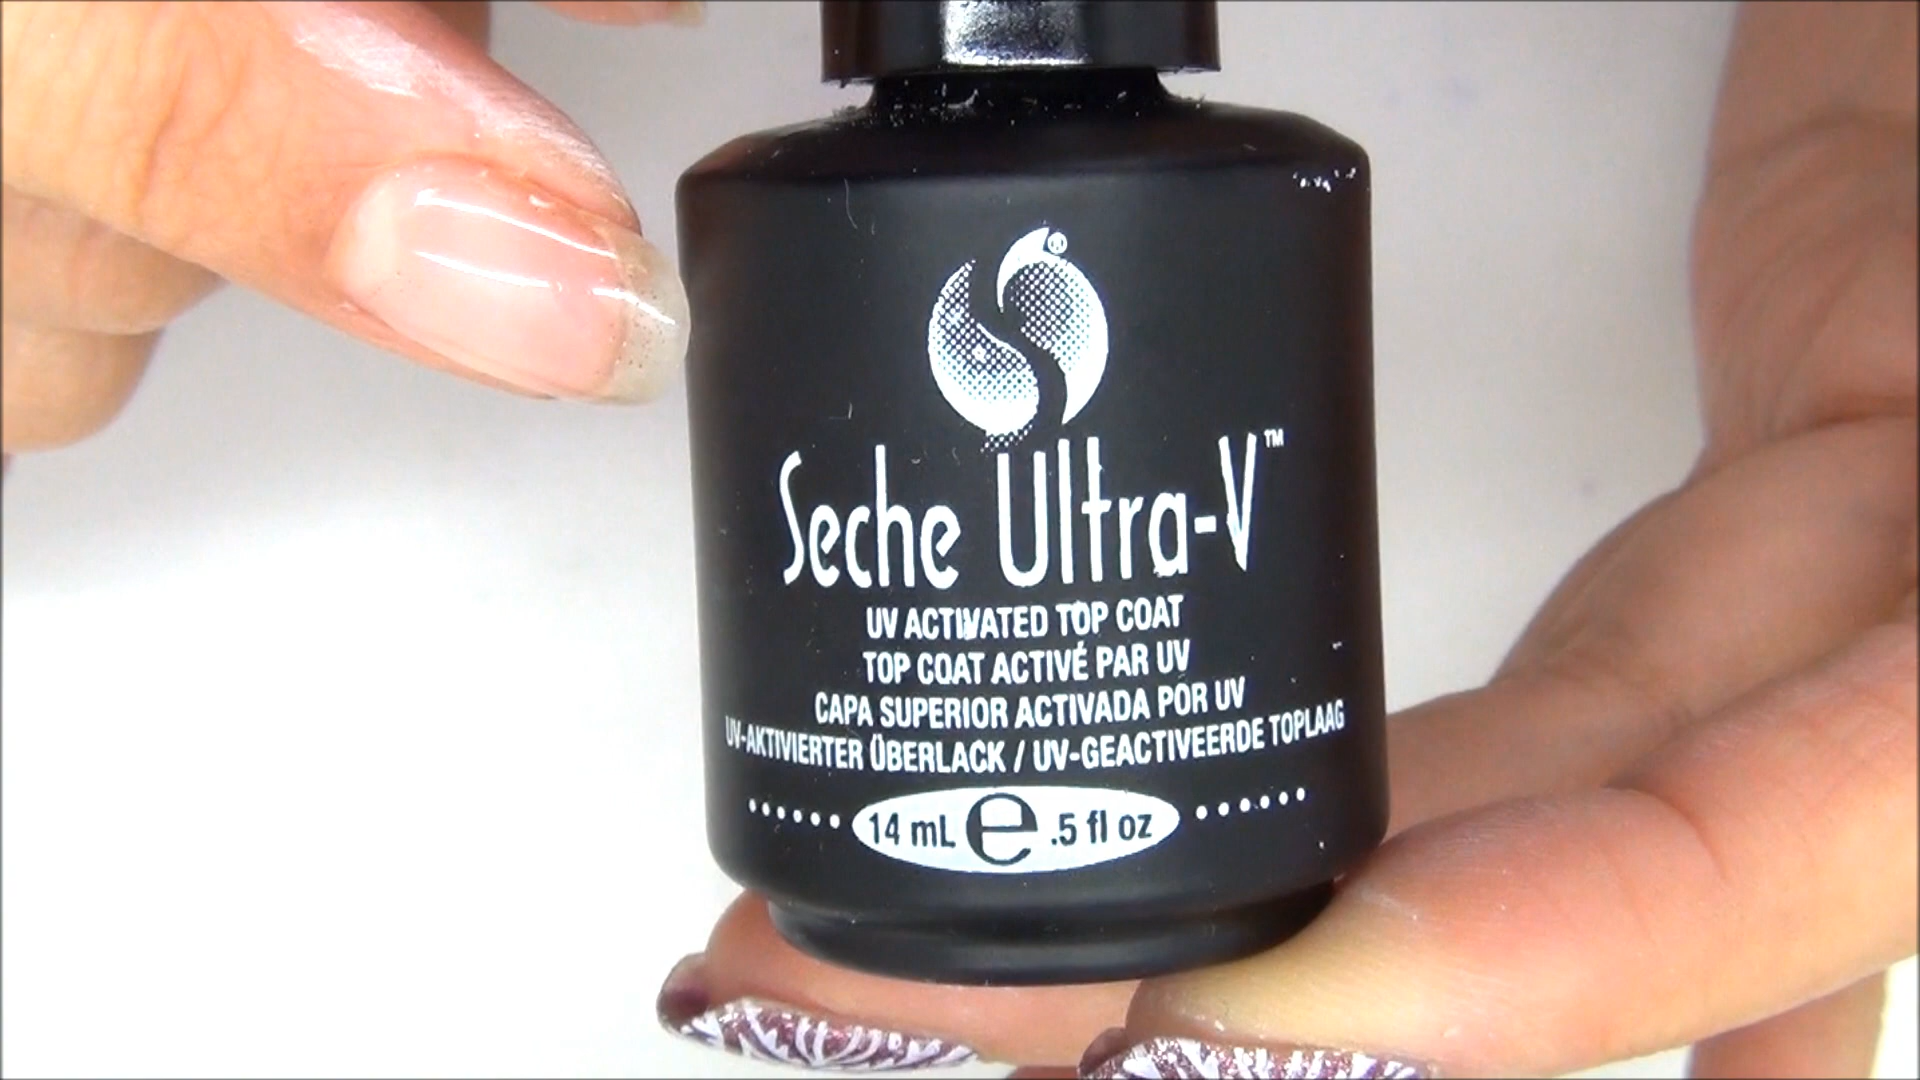 ®
Seche Ultra-V™
UV ACTIVATED TOP COAT
TOP COAT ACTIVÉ PAR UV
CAPA SUPERIOR ACTIVADA POR UV
UV-AKTIVIERTER ÜBERLACK / UV-GEACTIVEERDE TOPLAAG
14 mL e .5 fl oz